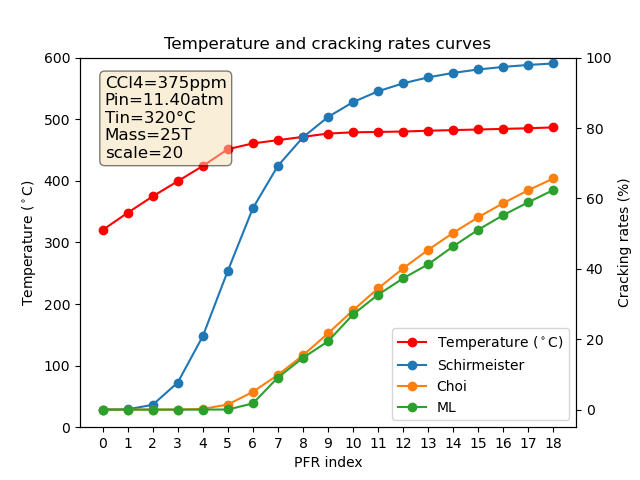 Temperature and cracking rates curves
CCl4=375ppm
Pin=11.40atm
Tin=320°C
Mass=25T
scale=20
Temperature (°C)
600
500
400
300
200
100
0
Cracking rates (%)
100
80
60
40
20
0
Temperature (°C)
Schirmeister
Choi
ML
0 1 2 3 4 5 6 7 8 9 10 11 12 13 14 15 16 17 18
PFR index